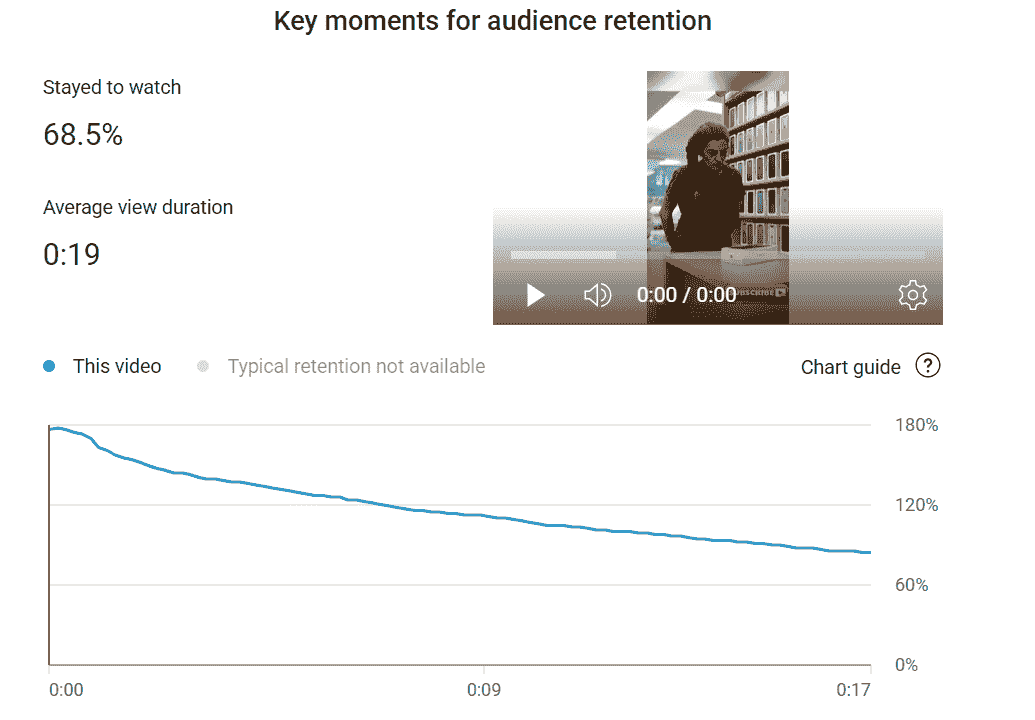 Key moments for audience retention
Stayed to watch
68.5%
Average view duration
0:19
SUBSCRIBE
0:00 / 0:00
This video
Typical retention not available
Chart guide ?
180%
120%
60%
0%
0:00
0:09
0:17